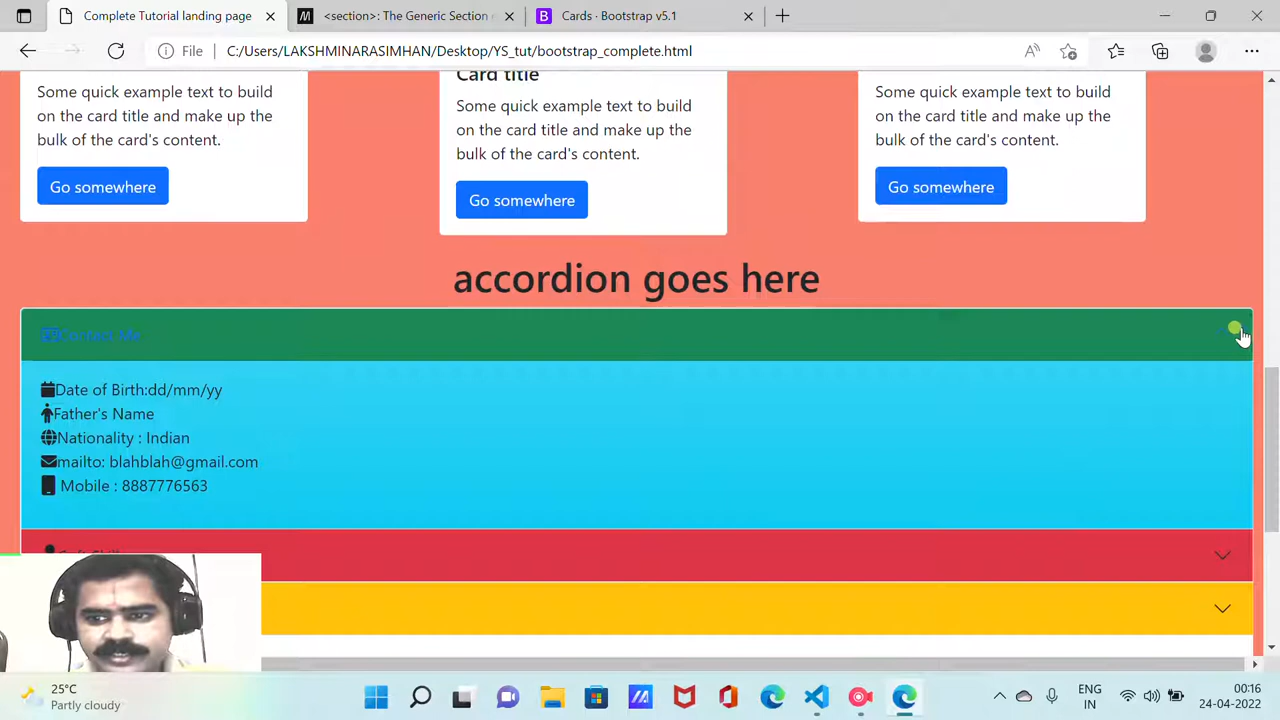 Complete Tutorial landing page
<section>: The Generic Section
Cards · Bootstrap v5.1
File
C:/Users/LAKSHMINARASIMHAN/Desktop/YS_tut/bootstrap_complete.html
Some quick example text to build
on the card title and make up the
bulk of the card's content.
Go somewhere
Card title
Some quick example text to build
on the card title and make up the
bulk of the card's content.
Go somewhere
Some quick example text to build
on the card title and make up the
bulk of the card's content.
Go somewhere
accordion goes here
Contact Me
Date of Birth:dd/mm/yy
Father's Name
Nationality : Indian
mailto: blahblah@gmail.com
Mobile : 8887776563
25°C
Partly cloudy
ENG
IN
00:16
24-04-2022